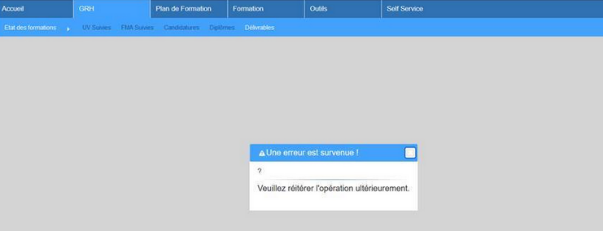 Accueil GRH Plan de Formation Formation Outils Self Service
Etat des formations UV Suivies FMA Suivies Candidatures Diplômes Délivrables
Une erreur est survenue !
?
Veuillez réitérer l'opération ultérieurement.